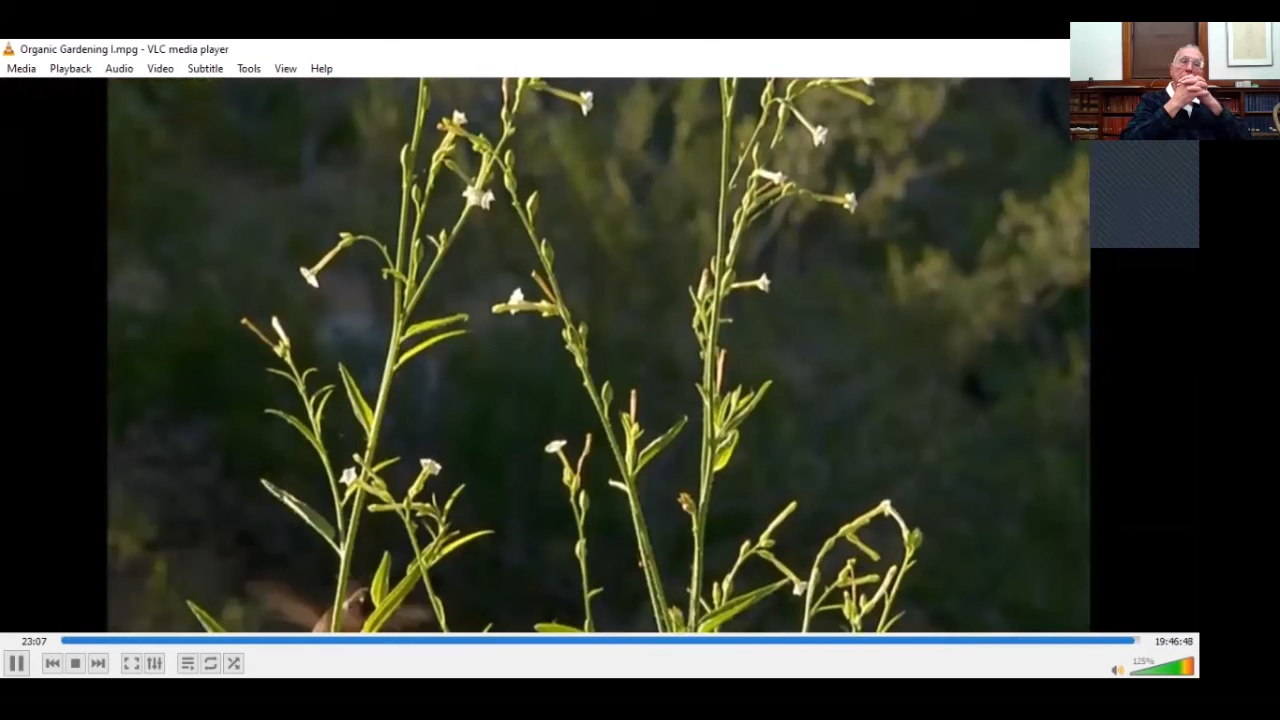 Organic Gardening I.mpg - VLC media player
Media Playback Audio Video Subtitle Tools View Help
23:07
19:46:48
125%